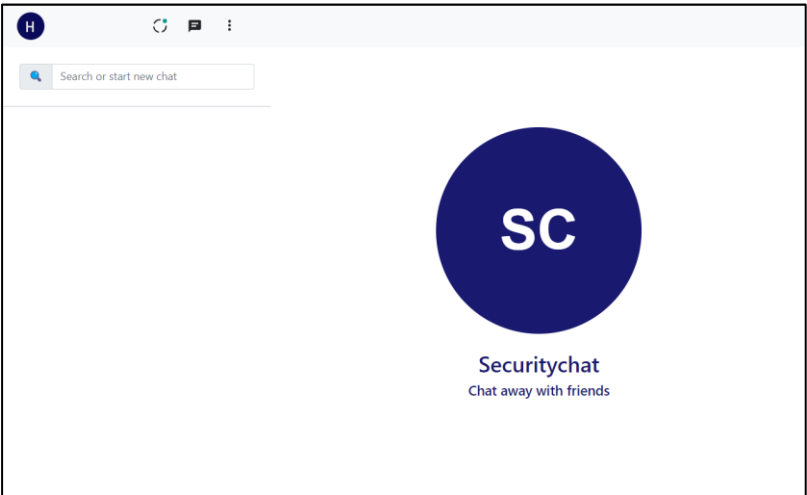 H
Search or start new chat
SC
Securitychat
Chat away with friends